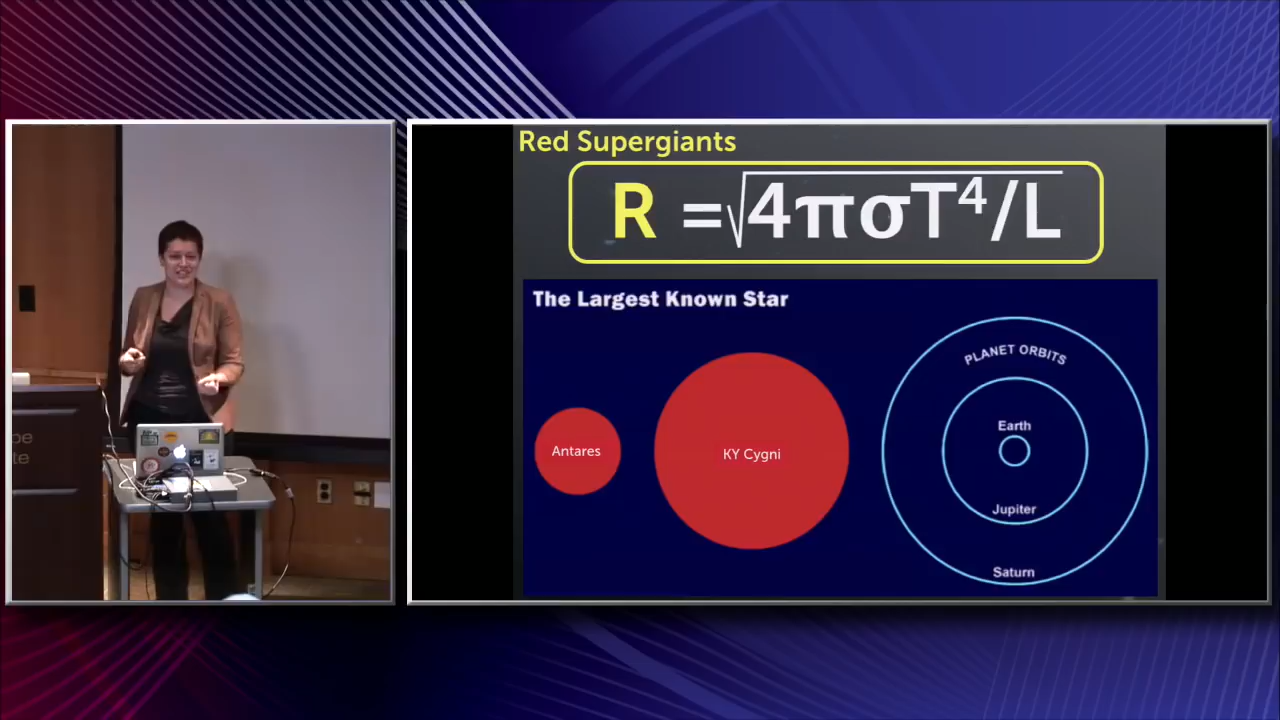 Red Supergiants
R =√4πσT⁴/L
The Largest Known Star
PLANET ORBITS
Earth
Antares
KY Cygni
Jupiter
Saturn